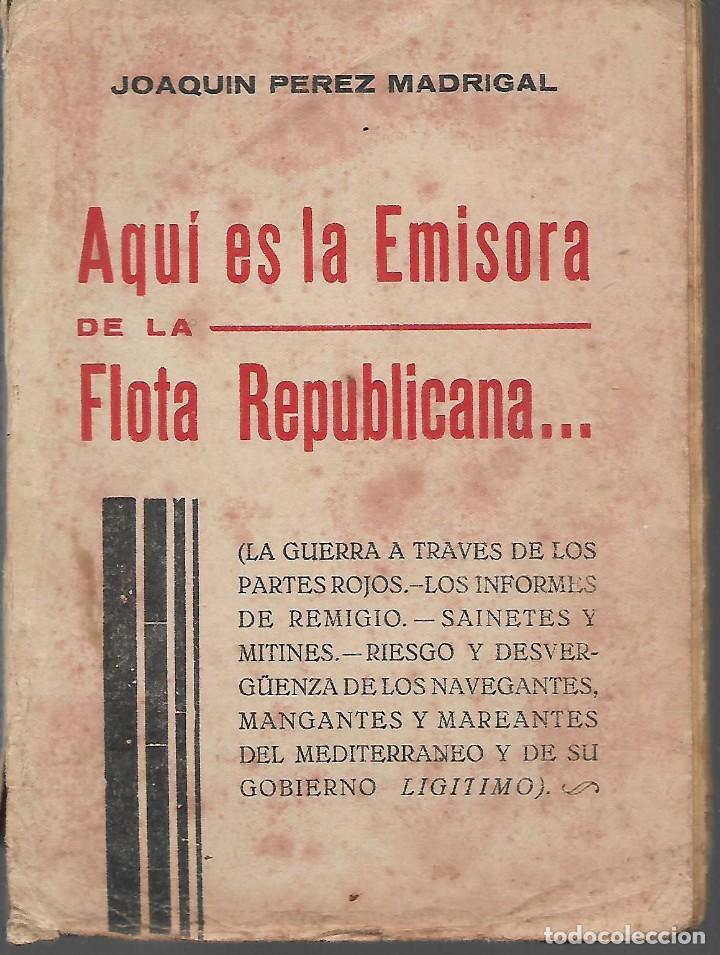 JOAQUIN PEREZ MADRIGAL
Aquí es la Emisora
DE LA
Flota Republicana...
(LA GUERRA A TRAVES DE LOS
PARTES ROJOS.—LOS INFORMES
DE REMIGIO.—SAINETES Y
MITINES.—RIESGO Y DESVER-
GÜENZA DE LOS NAVEGANTES,
MANGANTES Y MAREANTES
DEL MEDITERRANEO Y DE SU
GOBIERNO LIGITIMO).
todocoleccion